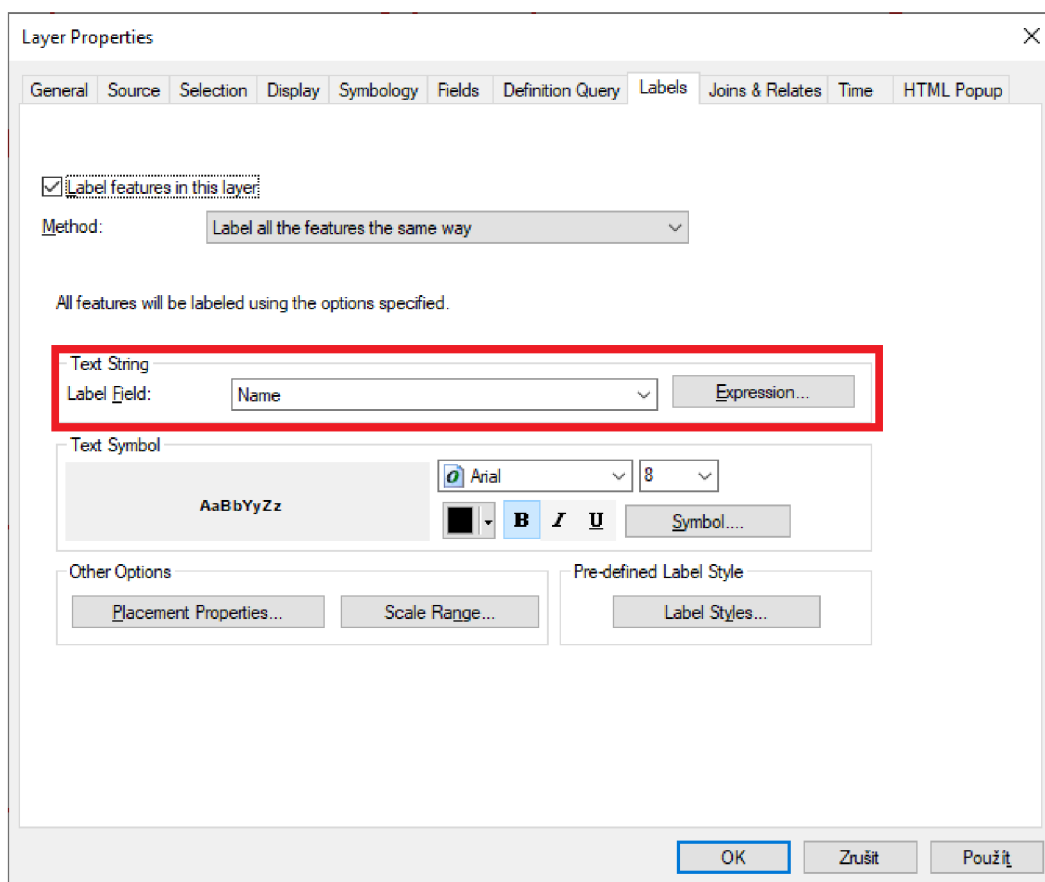 Layer Properties
General Source Selection Display Symbology Fields Definition Query Labels Joins & Relates Time HTML Popup
Label features in this layer
Method: Label all the features the same way
All features will be labeled using the options specified.
Text String
Label Field: Name Expression...
Text Symbol
AaBbYyZz
Arial 8
B I U Symbol....
Other Options Pre-defined Label Style
Placement Properties... Scale Range... Label Styles...
OK Zrušit Použít